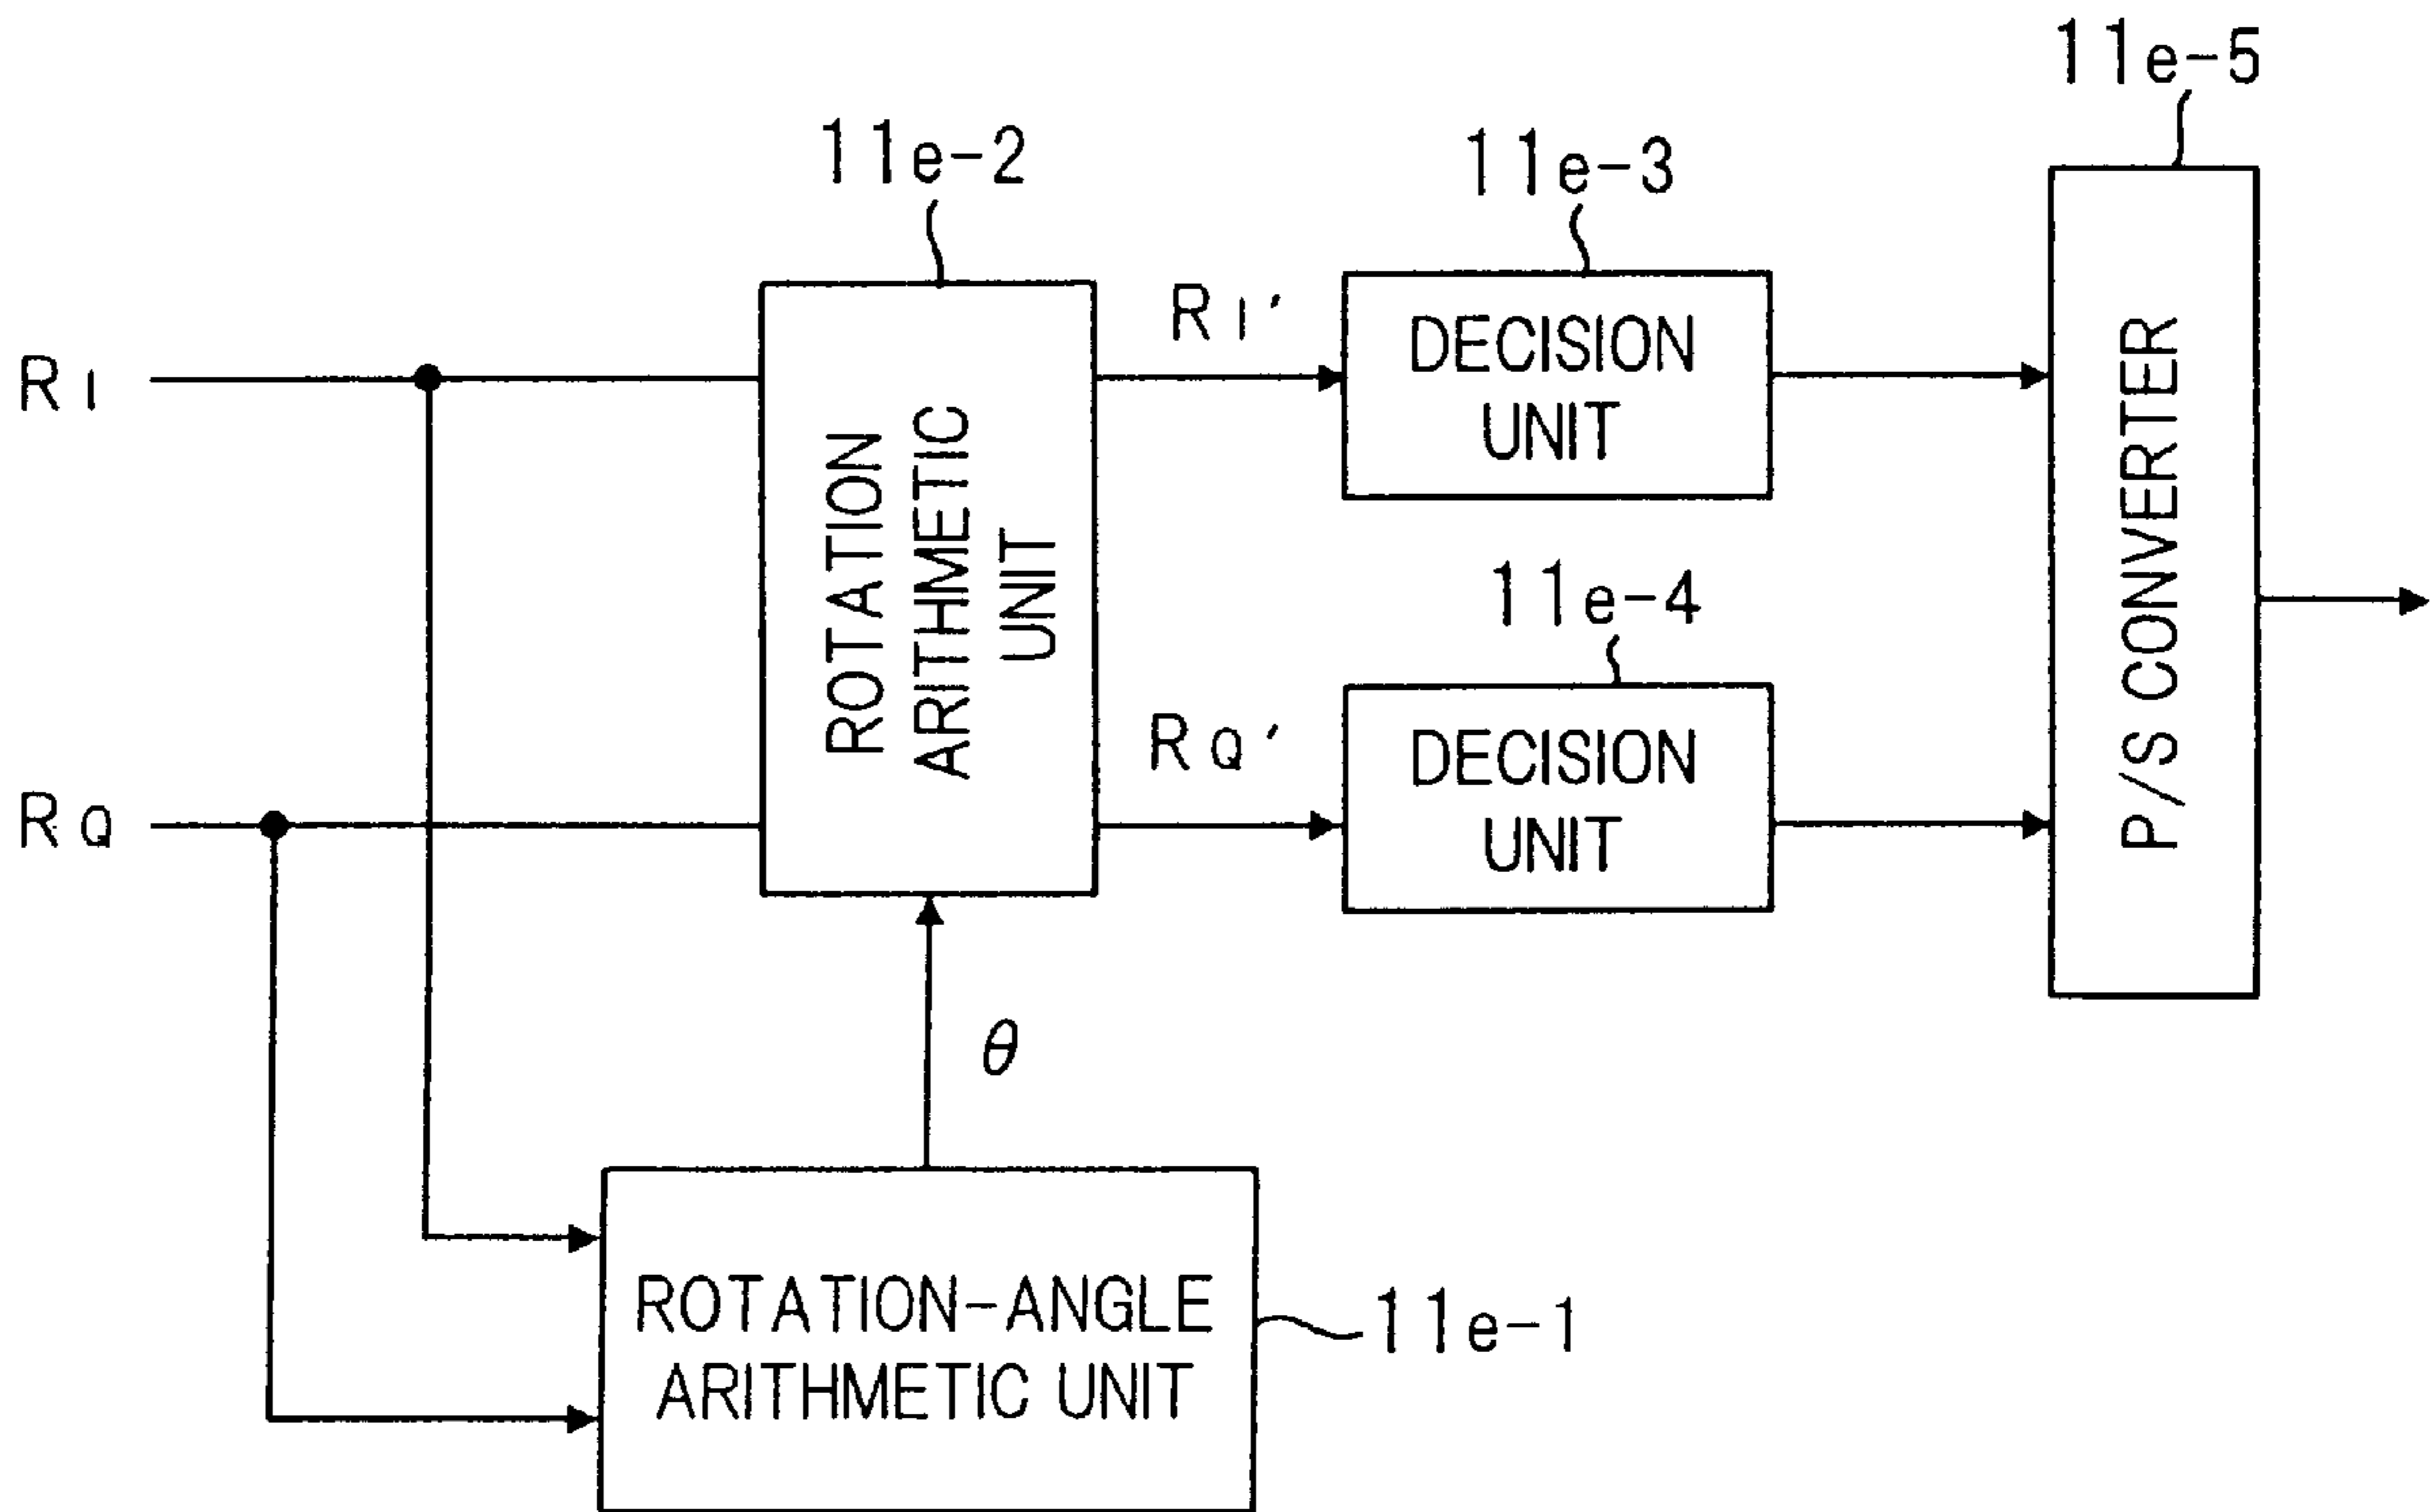 11e-5
11e-2
11e-3
RI
ROTATION
ARITHMETIC
UNIT
RI'
DECISION
UNIT
P/S CONVERTER
11e-4
RQ
RQ'
DECISION
UNIT
θ
ROTATION-ANGLE
ARITHMETIC UNIT
11e-1